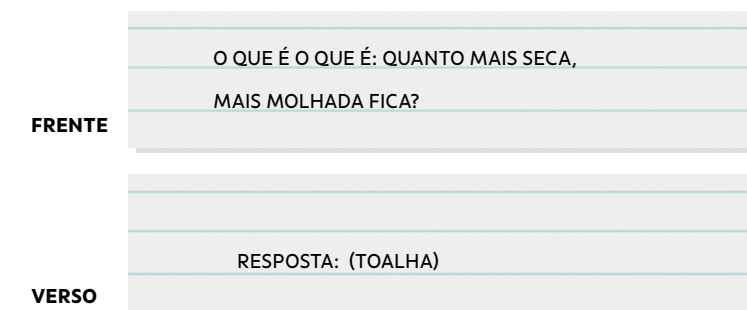 O QUE É O QUE É: QUANTO MAIS SECA,
MAIS MOLHADA FICA?
FRENTE
RESPOSTA: (TOALHA)
VERSO